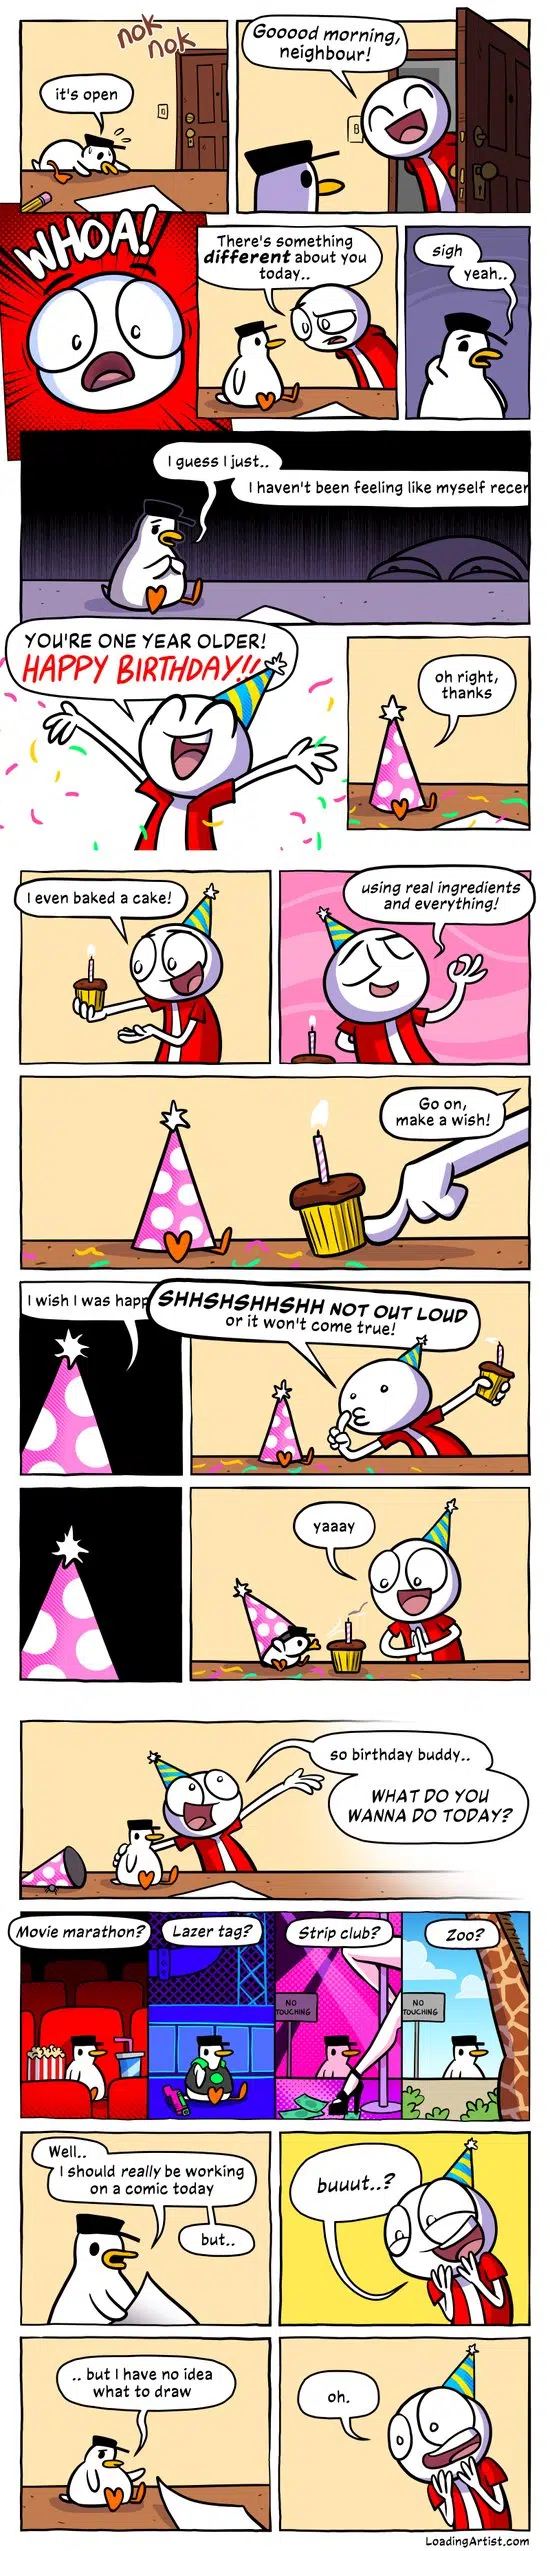 nok
nok
it's open
Gooood morning,
neighbour!
WHOA!
There's something
different about you
today..
sigh
yeah..
I guess I just..
I haven't been feeling like myself recer
YOU'RE ONE YEAR OLDER!
HAPPY BIRTHDAY!!
oh right,
thanks
I even baked a cake!
using real ingredients
and everything!
Go on,
make a wish!
I wish I was happ
SHHSHSHHSHH NOT OUT LOUD
or it won't come true!
yaaay
so birthday buddy..
WHAT DO YOU
WANNA DO TODAY?
Movie marathon?
Lazer tag?
Strip club?
NO
TOUCHING
Zoo?
NO
TOUCHING
Well..
I should really be working
on a comic today
but..
buuut..?
.. but I have no idea
what to draw
oh.
LoadingArtist.com